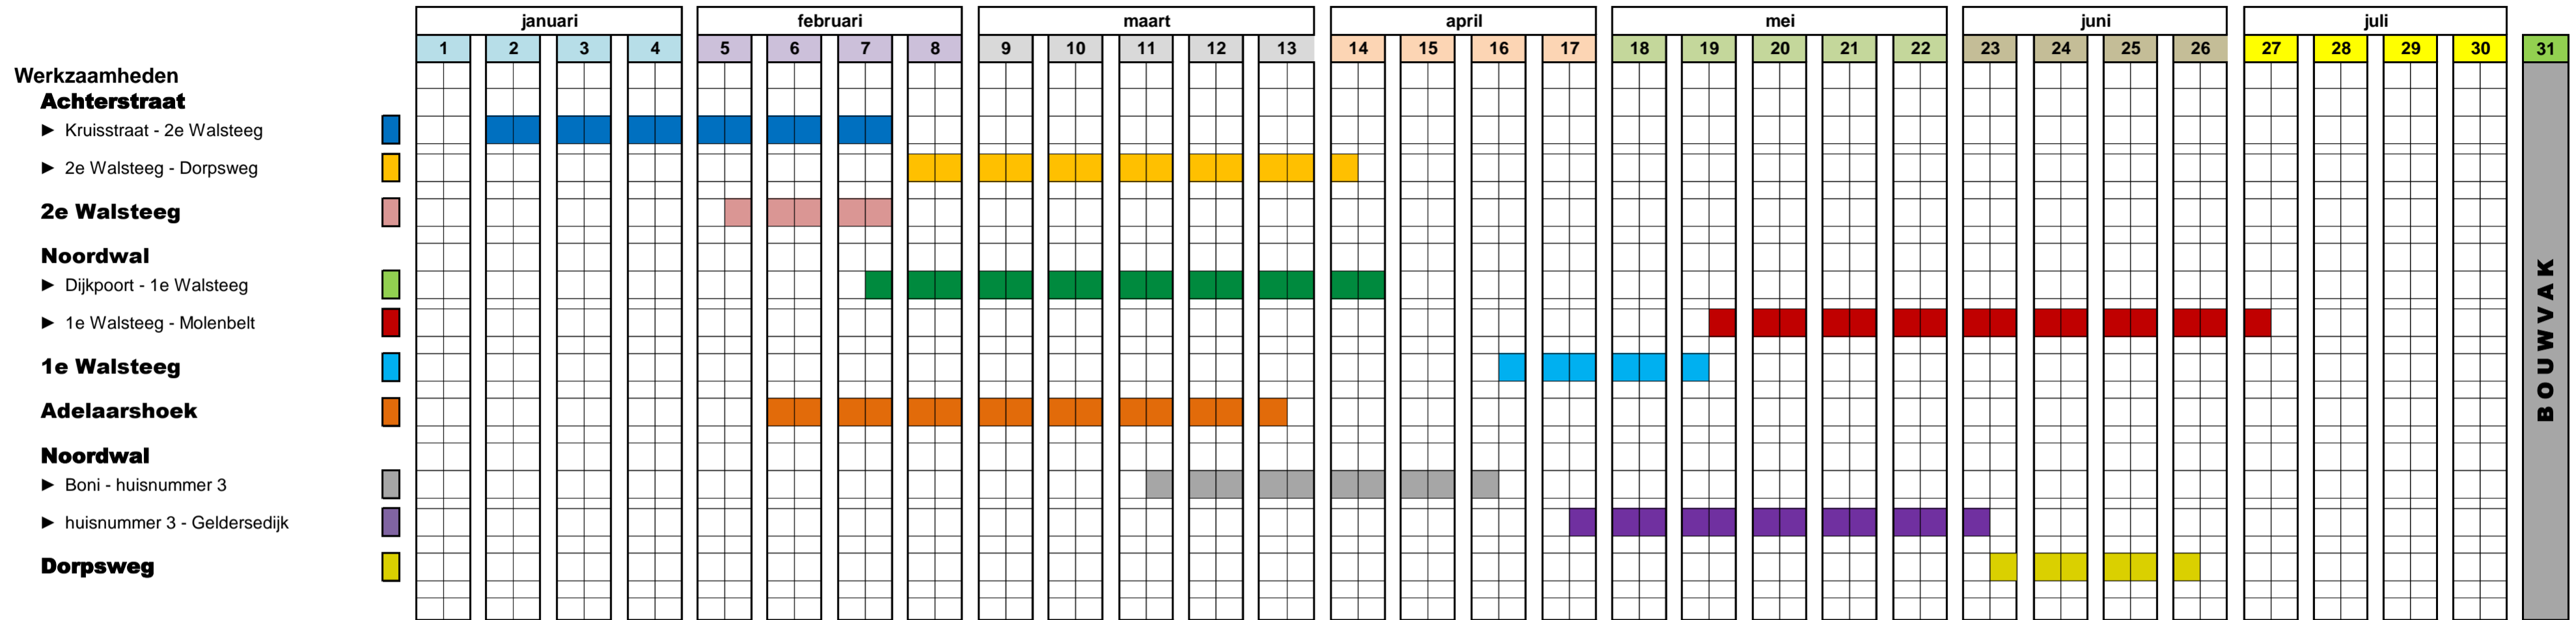 januari februari maart april mei juni juli
1 2 3 4 5 6 7 8 9 10 11 12 13 14 15 16 17 18 19 20 21 22 23 24 25 26 27 28 29 30 31
Werkzaamheden
Achterstraat
► Kruisstraat - 2e Walsteeg
► 2e Walsteeg - Dorpsweg
2e Walsteeg
Noordwal
► Dijkpoort - 1e Walsteeg
► 1e Walsteeg - Molenbelt
1e Walsteeg
Adelaarshoek
Noordwal
► Boni - huisnummer 3
► huisnummer 3 - Geldersedijk
Dorpsweg
BOUWVAK